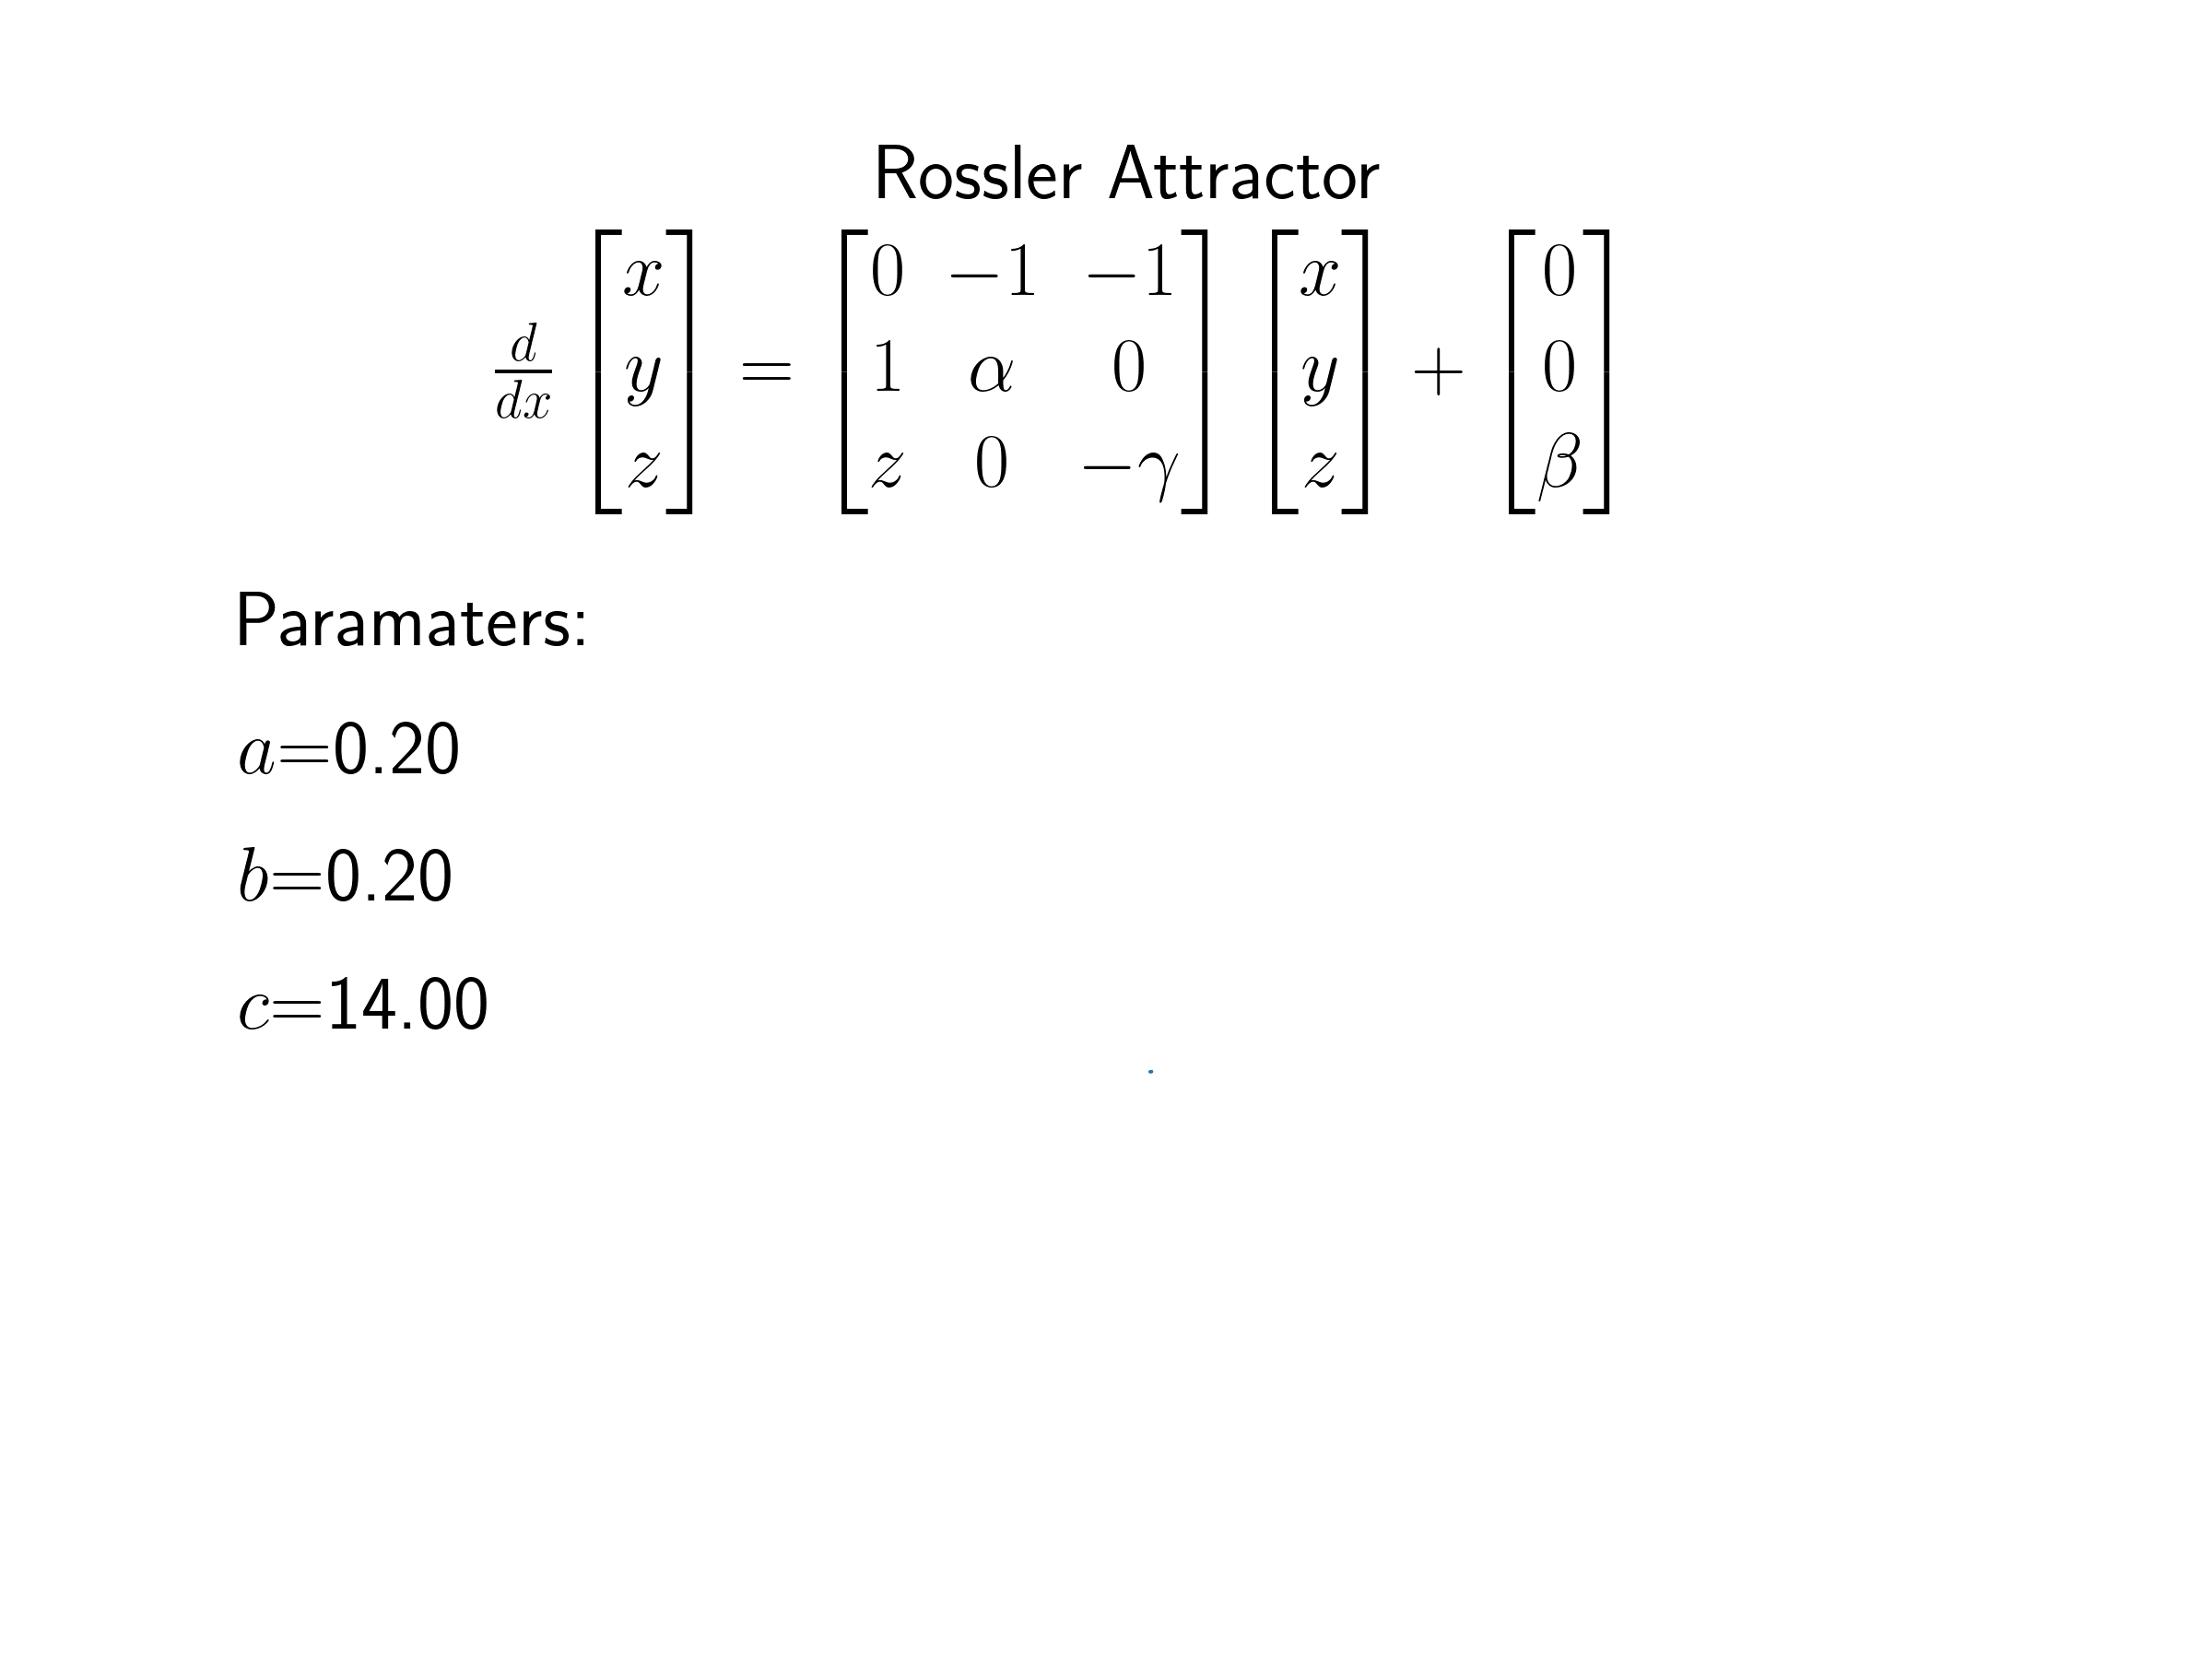 Rossler Attractor
$\frac{d}{dx} \begin{bmatrix} x \\ y \\ z \end{bmatrix} = \begin{bmatrix} 0 & -1 & -1 \\ 1 & \alpha & 0 \\ z & 0 & -\gamma \end{bmatrix} \begin{bmatrix} x \\ y \\ z \end{bmatrix} + \begin{bmatrix} 0 \\ 0 \\ \beta \end{bmatrix}$
Paramaters:
a=0.20
b=0.20
c=14.00